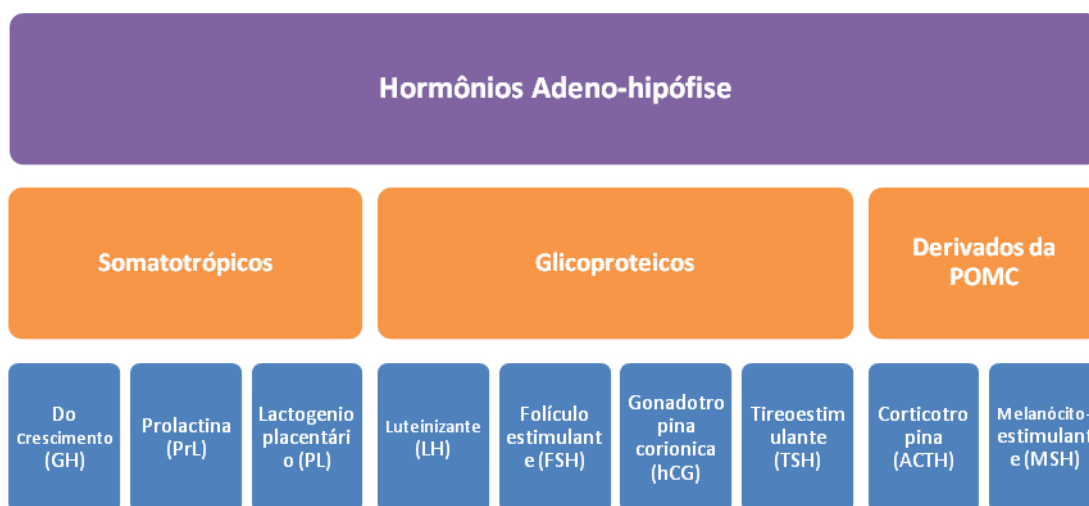 Hormônios Adeno-hipófise
Somatotrópicos
Glicoproteicos
Derivados da
POMC
Do
crescimento
(GH)
Prolactina
(PrL)
Lactogenio
placentári
o (PL)
Luteinizante
(LH)
Folículo
estimulant
e (FSH)
Gonadotro
pina
corionica
(hCG)
Tireoestim
ulante
(TSH)
Corticotro
pina (ACTH)
Melanócito-
estimulant
e (MSH)